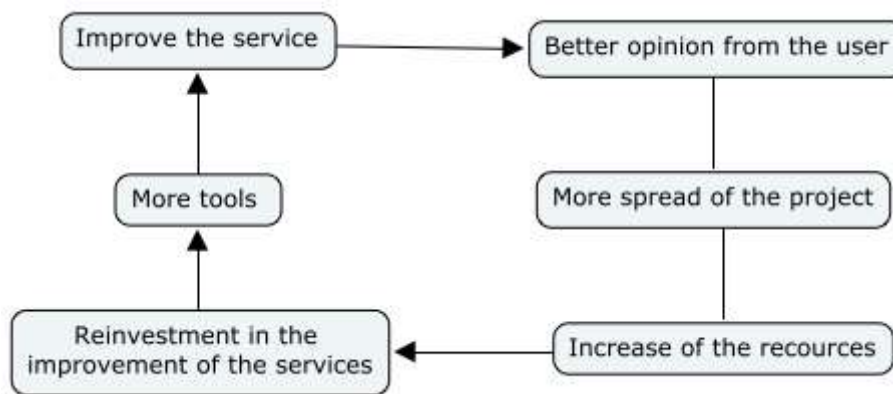 Improve the service
Better opinion from the user
More tools
More spread of the project
Reinvestment in the
improvement of the services
Increase of the recources